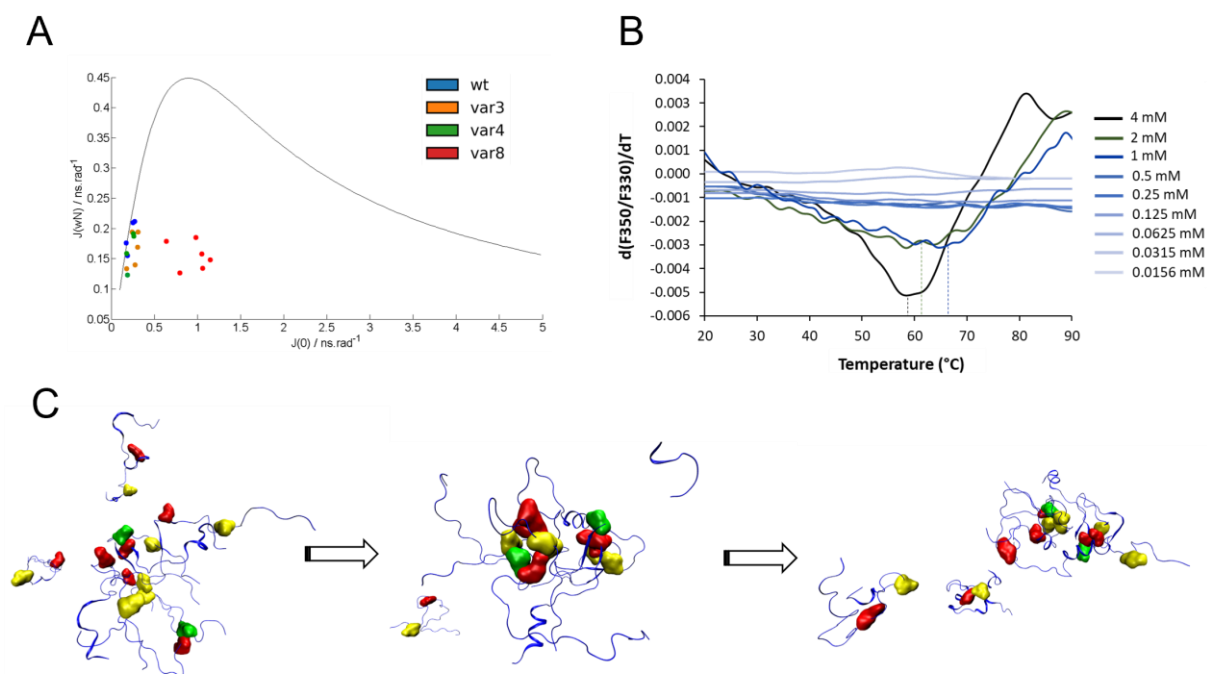 A
J(wN) / ns.rad⁻¹
0.45
0.4
0.35
0.3
0.25
0.2
0.15
0.1
0.05
0
0.5
1
1.5
2
2.5
3
3.5
4
4.5
5
J(0) / ns.rad⁻¹
wt
var3
var4
var8
B
d(F350/F330)/dT
0.004
0.003
0.002
0.001
0.000
-0.001
-0.002
-0.003
-0.004
-0.005
-0.006
20
30
40
50
60
70
80
90
Temperature (°C)
4 mM
2 mM
1 mM
0.5 mM
0.25 mM
0.125 mM
0.0625 mM
0.0315 mM
0.0156 mM
C